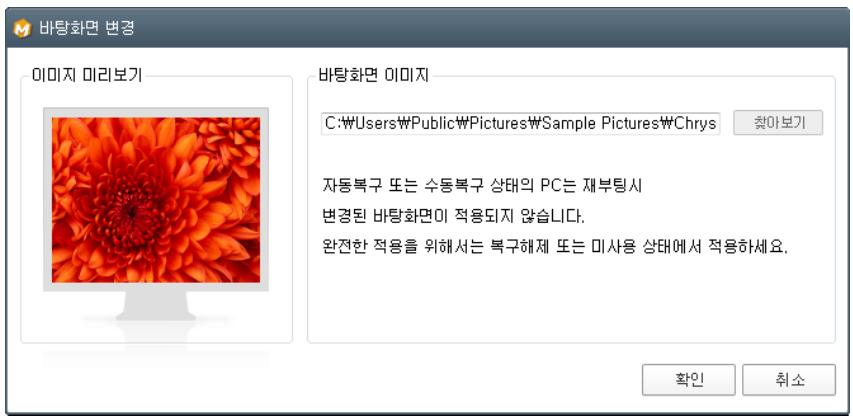 바탕화면 변경
이미지 미리보기
바탕화면 이미지
C:₩Users₩Public₩Pictures₩Sample Pictures₩Chrys
찾아보기
자동복구 또는 수동복구 상태의 PC는 재부팅시
변경된 바탕화면이 적용되지 않습니다.
완전한 적용을 위해서는 복구해제 또는 미사용 상태에서 적용하세요.
확인
취소